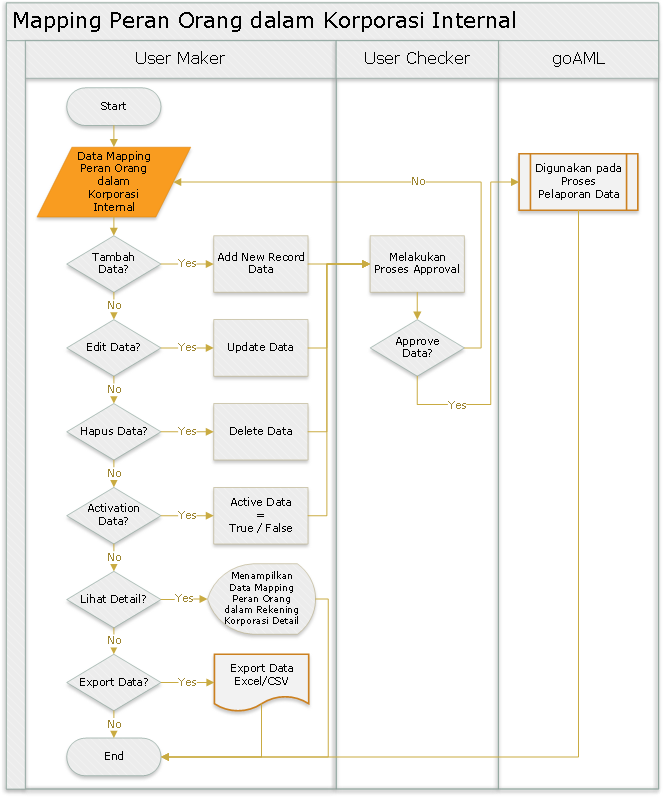 Mapping Peran Orang dalam Korporasi Internal
User Maker
User Checker
goAML
Start
Data Mapping
Peran Orang
dalam
Korporasi
Internal
No
Digunakan pada
Proses
Pelaporan Data
Tambah
Data?
Yes
Add New Record
Data
Melakukan
Proses Approval
No
Edit Data?
Yes
Update Data
Approve
Data?
Yes
No
Hapus Data?
Yes
Delete Data
No
Activation
Data?
Yes
Active Data
=
True / False
No
Lihat Detail?
Yes
Menampilkan
Data Mapping
Peran Orang
dalam Rekening
Korporasi Detail
No
Export Data?
Yes
Export Data
Excel/CSV
No
End